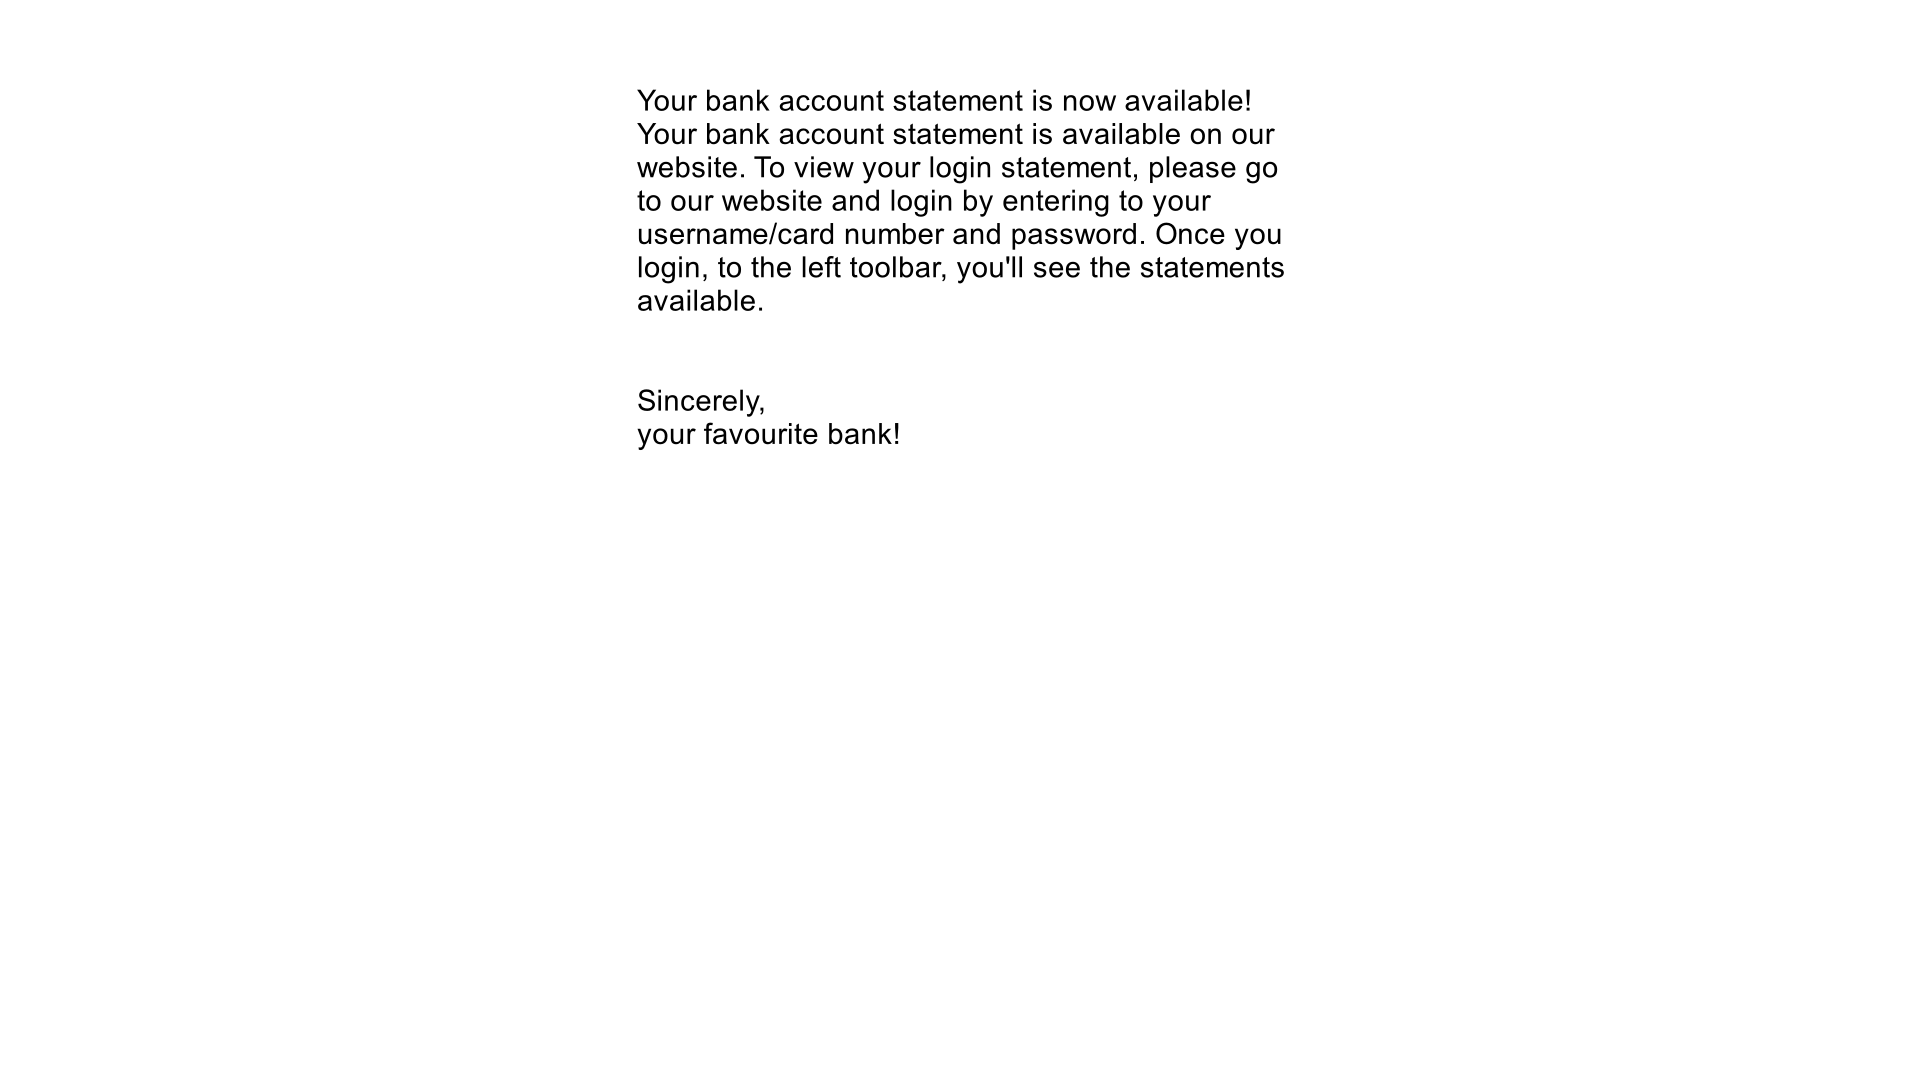 Your bank account statement is now available!
Your bank account statement is available on our
website. To view your login statement, please go
to our website and login by entering to your
username/card number and password. Once you
login, to the left toolbar, you'll see the statements
available.
Sincerely,
your favourite bank!